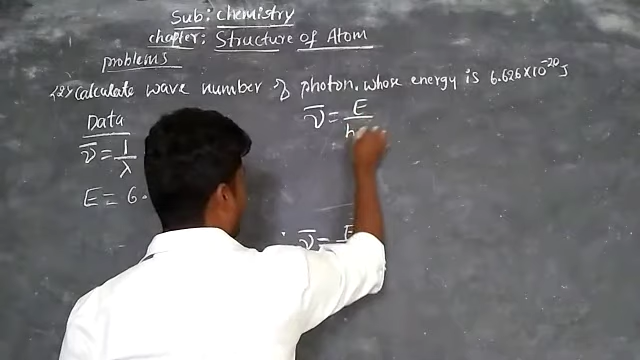 Sub: Chemistry
chapter: Structure of Atom
problems
(2) Calculate wave number of photon. whose energy is 6.626×10⁻²⁰ J
Data
ν̅ = 1/λ
E = 6.
ν̅ = E/h
ν̅ = E